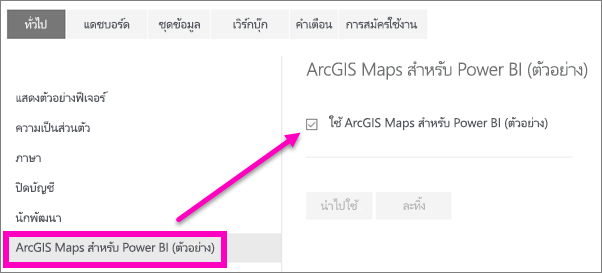 ทั่วไป แดชบอร์ด ชุดข้อมูล เวิร์กบุ๊ก คำเตือน การสมัครใช้งาน
ArcGIS Maps สำหรับ Power BI (ตัวอย่าง)
แสดงตัวอย่างฟีเจอร์
ใช้ ArcGIS Maps สำหรับ Power BI (ตัวอย่าง)
ความเป็นส่วนตัว
ภาษา
ปิดบัญชี
นำไปใช้ ละทิ้ง
นักพัฒนา
ArcGIS Maps สำหรับ Power BI (ตัวอย่าง)